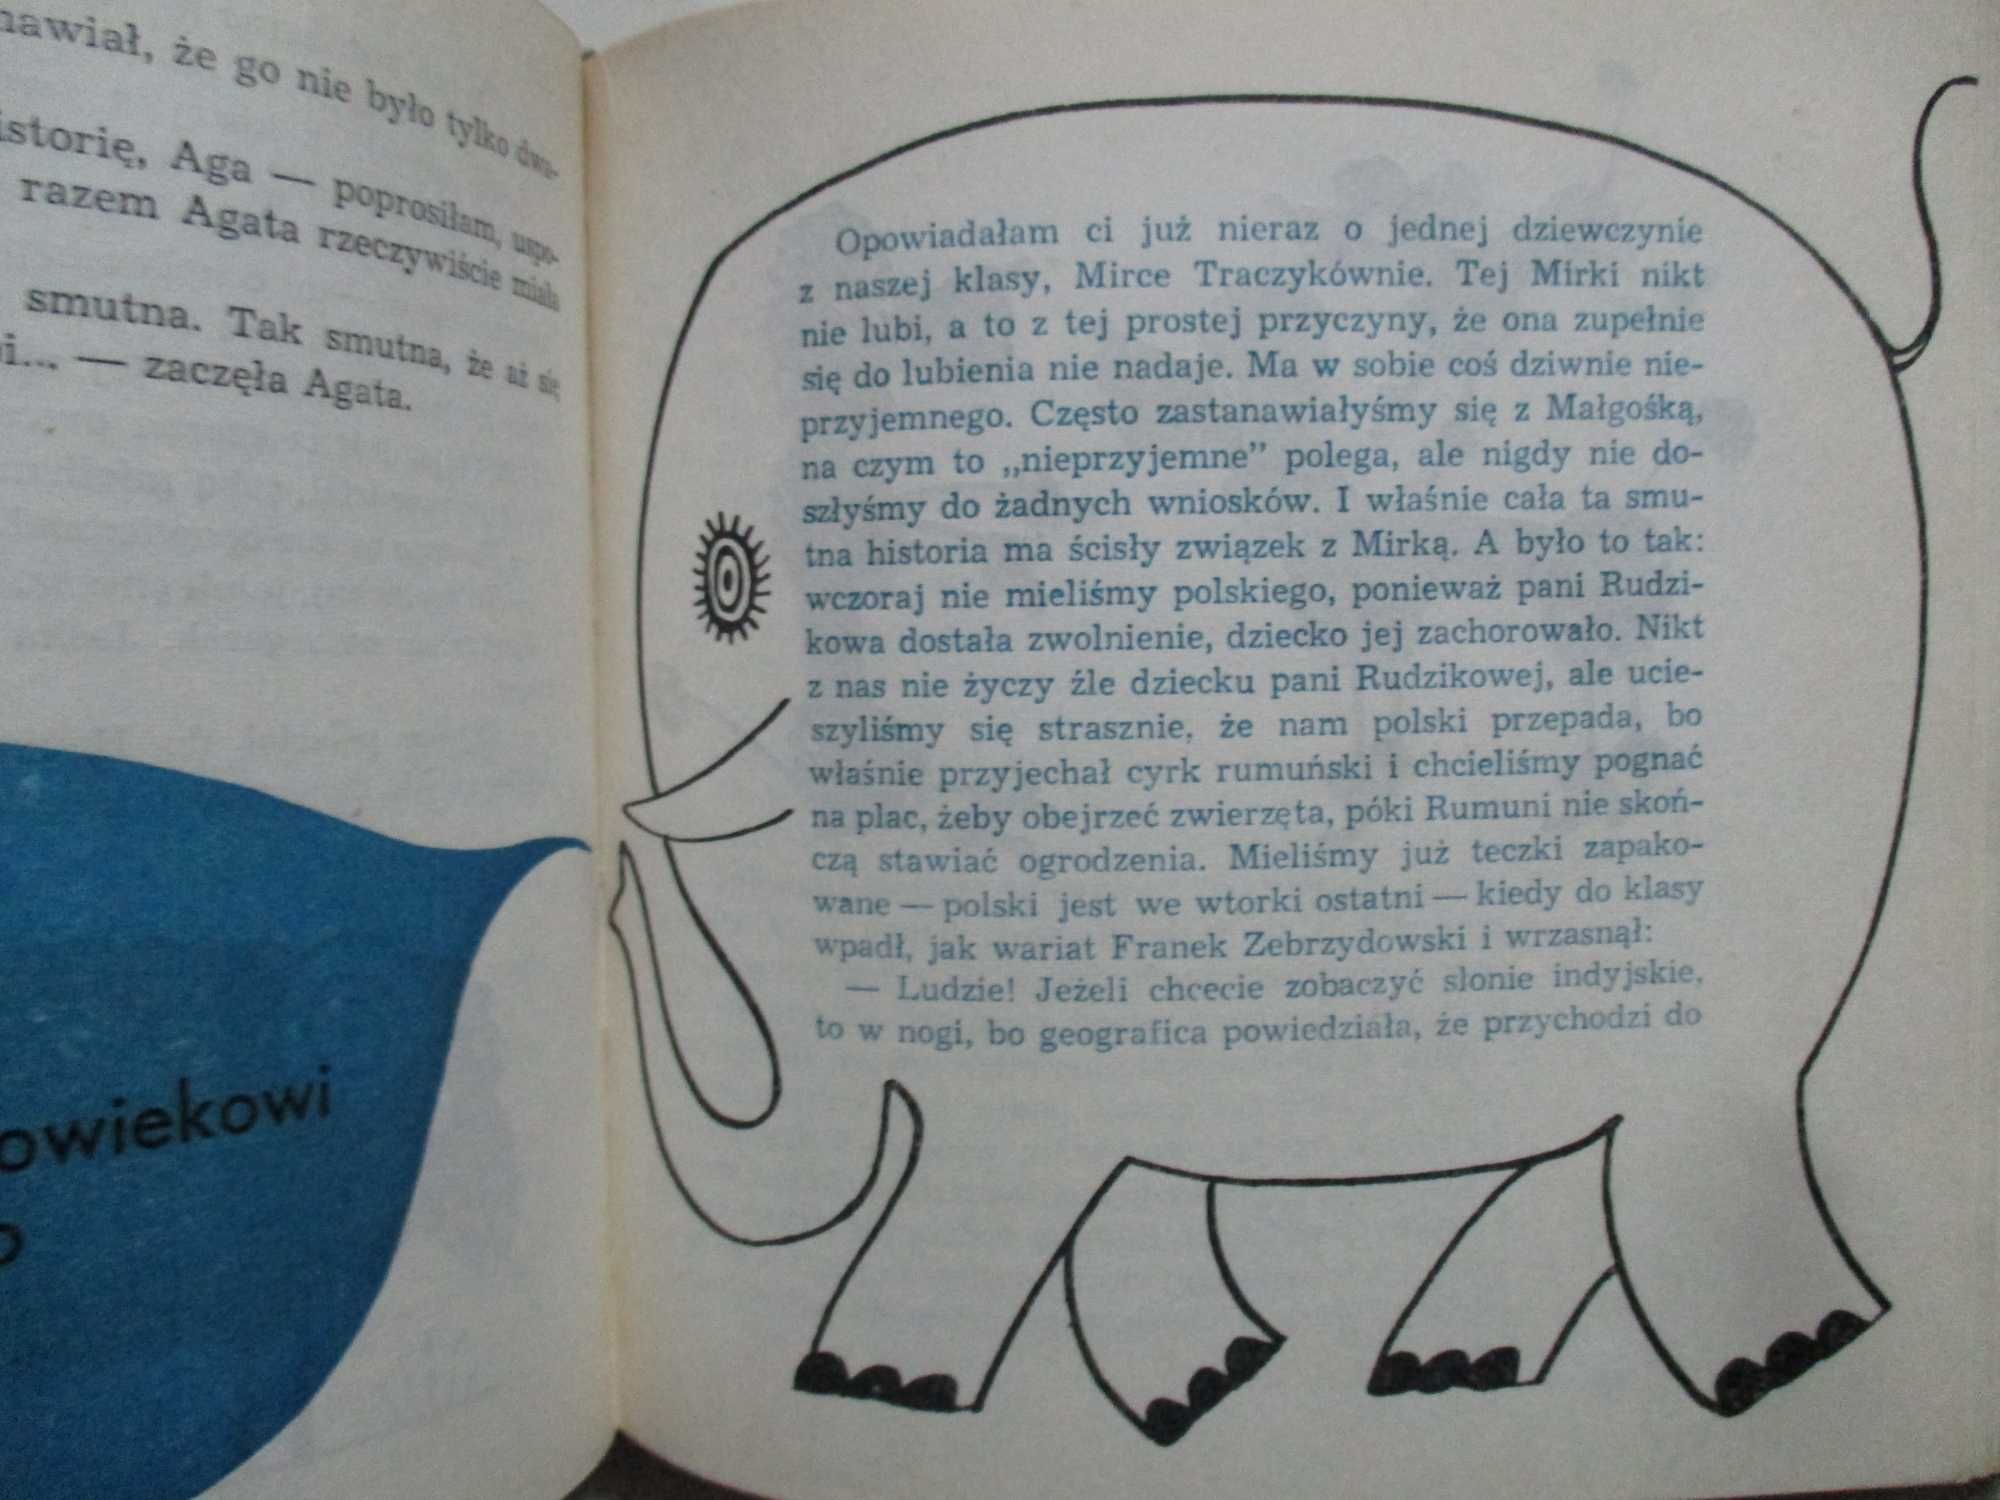 że go nie było tylko dwa-
Aga — poprosiłam, uspo-
razem Agata rzeczywiście miała
smutna. Tak smutna, że aż się
— zaczęła Agata.
Opowiadałam ci już nieraz o jednej dziewczynie
z naszej klasy, Mirce Traczykównie. Tej Mirki nikt
nie lubi, a to z tej prostej przyczyny, że ona zupełnie
się do lubienia nie nadaje. Ma w sobie coś dziwnie nie-
przyjemnego. Często zastanawiałyśmy się z Małgośką,
na czym to „nieprzyjemne” polega, ale nigdy nie do-
szłyśmy do żadnych wniosków. I właśnie cała ta smu-
tna historia ma ścisły związek z Mirką. A było to tak:
wczoraj nie mieliśmy polskiego, ponieważ pani Rudzi-
kowa dostała zwolnienie, dziecko jej zachorowało. Nikt
z nas nie życzy źle dziecku pani Rudzikowej, ale ucie-
szyliśmy się strasznie, że nam polski przepada, bo
właśnie przyjechał cyrk rumuński i chcieliśmy pognać
na plac, żeby obejrzeć zwierzęta, póki Rumuni nie skoń-
czą stawiać ogrodzenia. Mieliśmy już teczki zapako-
wane — polski jest we wtorki ostatni — kiedy do klasy
wpadł, jak wariat Franek Zebrzydowski i wrzasnął:
— Ludzie! Jeżeli chcecie zobaczyć słonie indyjskie,
to w nogi, bo geografica powiedziała, że przychodzi do